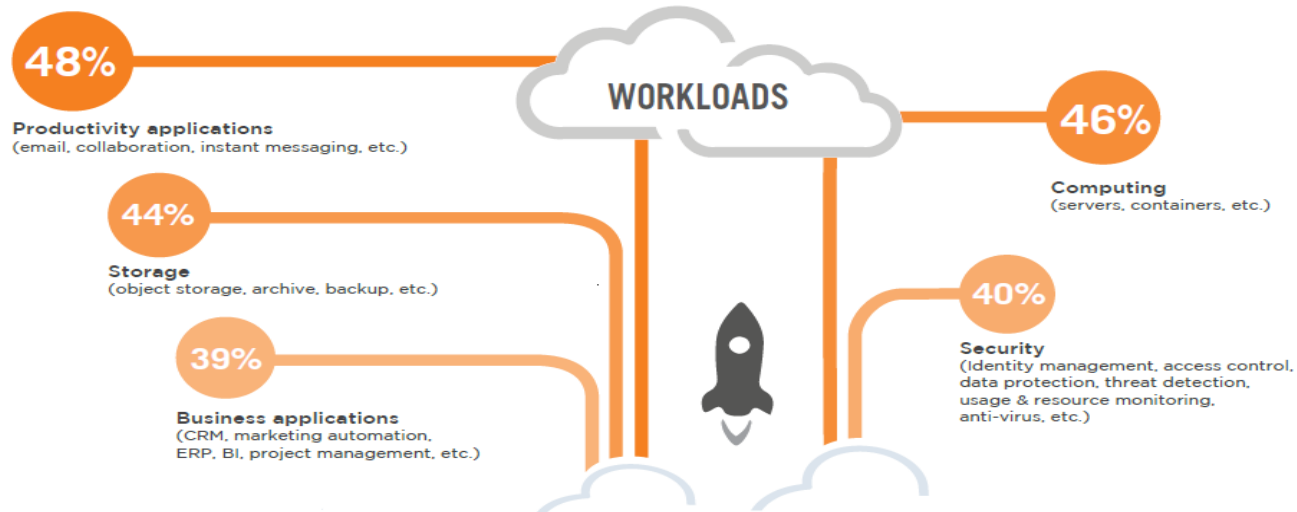 48%
Productivity applications
(email, collaboration, instant messaging, etc.)
WORKLOADS
46%
Computing
(servers, containers, etc.)
44%
Storage
(object storage, archive, backup, etc.)
40%
Security
(Identity management, access control,
data protection, threat detection,
usage & resource monitoring,
anti-virus, etc.)
39%
Business applications
(CRM, marketing automation,
ERP, BI, project management, etc.)